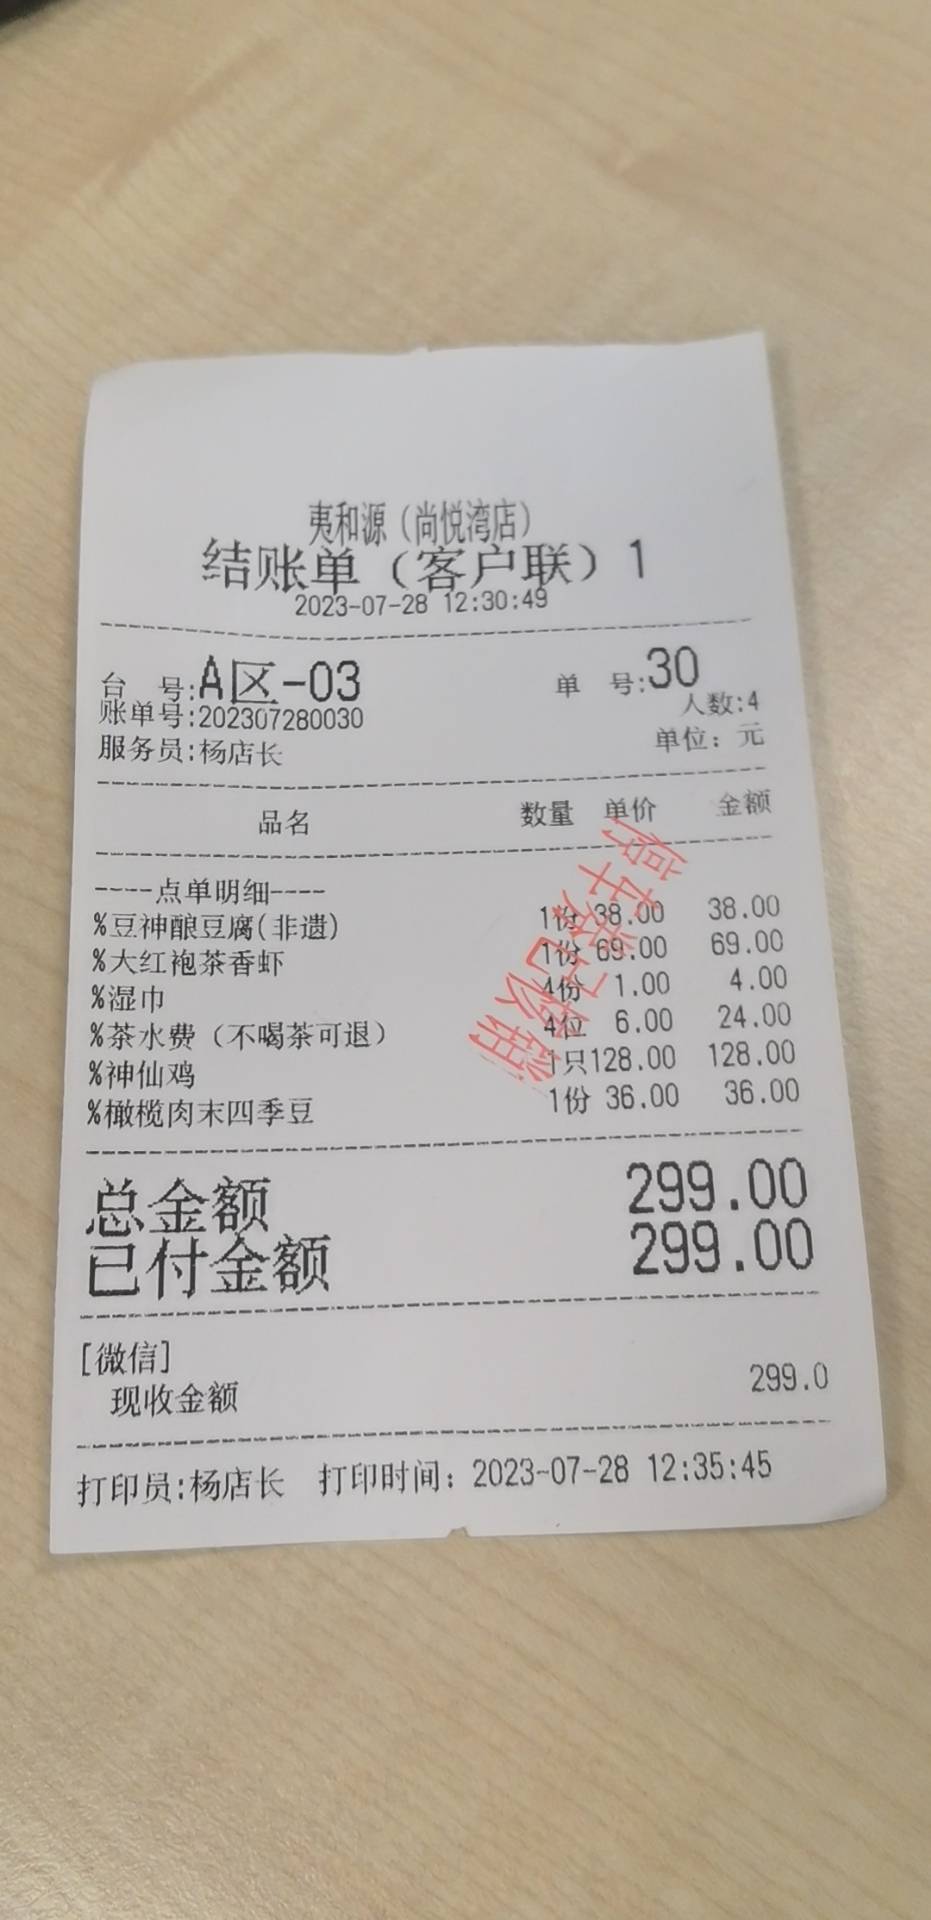 夷和源（尚悦湾店）
结账单（客户联）1
2023-07-28 12:30:49
台 号:A区-03 单 号:30
账单号:202307280030 人数:4
服务员:杨店长 单位：元
品名 数量 单价 金额
----点单明细----
%豆神酿豆腐(非遗) 1份 38.00 38.00
%大红袍茶香虾 1份 69.00 69.00
%湿巾 4份 1.00 4.00
%茶水费（不喝茶可退） 4位 6.00 24.00
%神仙鸡 1只128.00 128.00
%橄榄肉末四季豆 1份 36.00 36.00
总金额 299.00
已付金额 299.00
[微信]
现收金额 299.0
打印员:杨店长 打印时间：2023-07-28 12:35:45